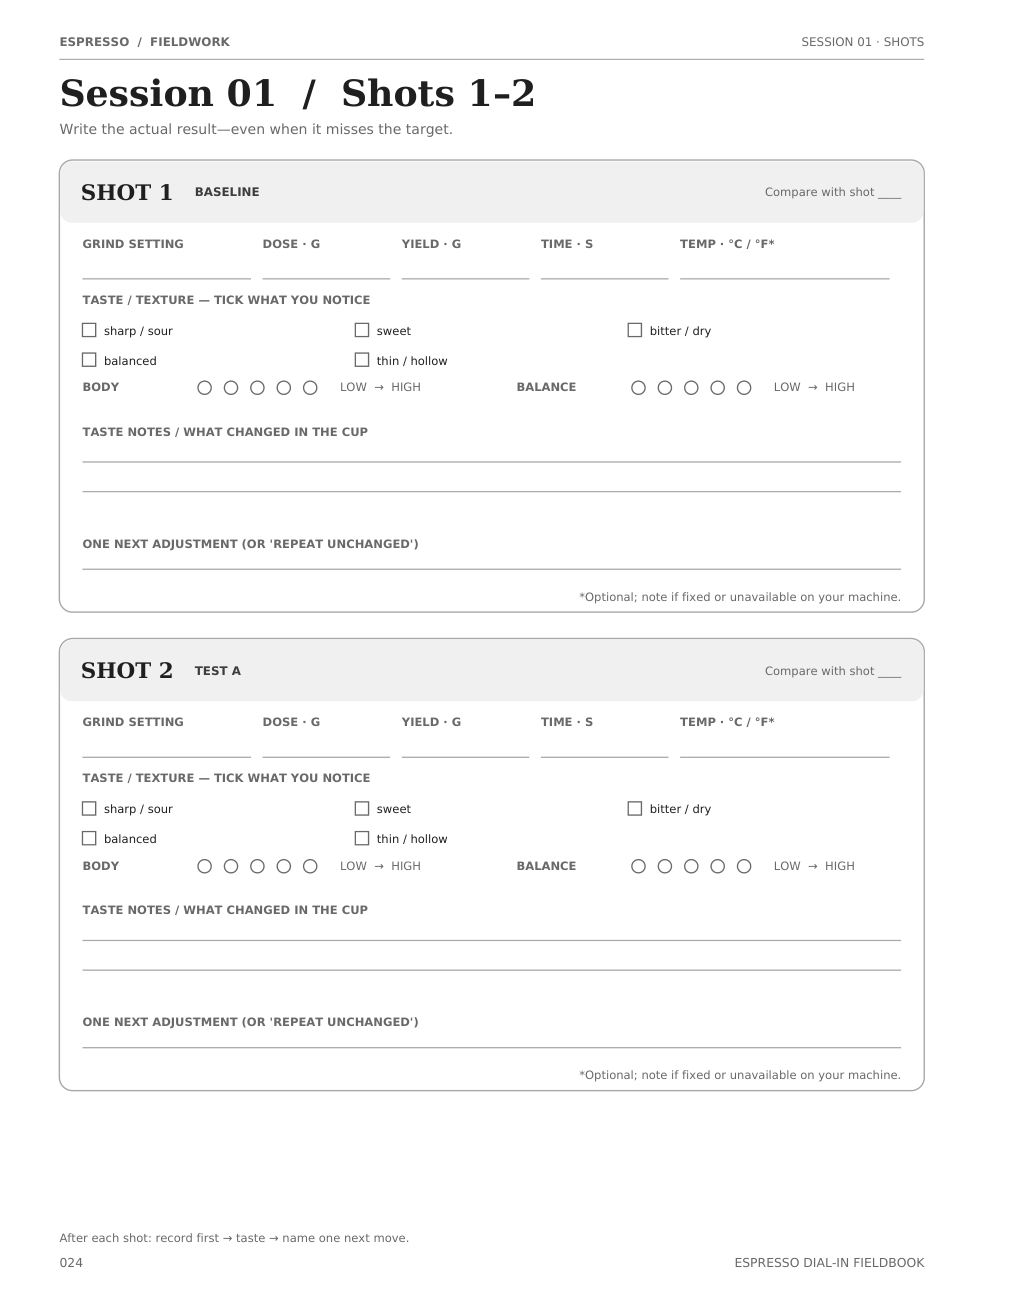 ESPRESSO / FIELDWORK SESSION 01 · SHOTS
Session 01 / Shots 1–2
Write the actual result—even when it misses the target.
SHOT 1 BASELINE Compare with shot ____
GRIND SETTING DOSE · G YIELD · G TIME · S TEMP · °C / °F*
TASTE / TEXTURE — TICK WHAT YOU NOTICE
sharp / sour sweet bitter / dry
balanced thin / hollow
BODY LOW → HIGH BALANCE LOW → HIGH
TASTE NOTES / WHAT CHANGED IN THE CUP
ONE NEXT ADJUSTMENT (OR 'REPEAT UNCHANGED')
*Optional; note if fixed or unavailable on your machine.
SHOT 2 TEST A Compare with shot ____
GRIND SETTING DOSE · G YIELD · G TIME · S TEMP · °C / °F*
TASTE / TEXTURE — TICK WHAT YOU NOTICE
sharp / sour sweet bitter / dry
balanced thin / hollow
BODY LOW → HIGH BALANCE LOW → HIGH
TASTE NOTES / WHAT CHANGED IN THE CUP
ONE NEXT ADJUSTMENT (OR 'REPEAT UNCHANGED')
*Optional; note if fixed or unavailable on your machine.
After each shot: record first → taste → name one next move.
024 ESPRESSO DIAL-IN FIELDBOOK